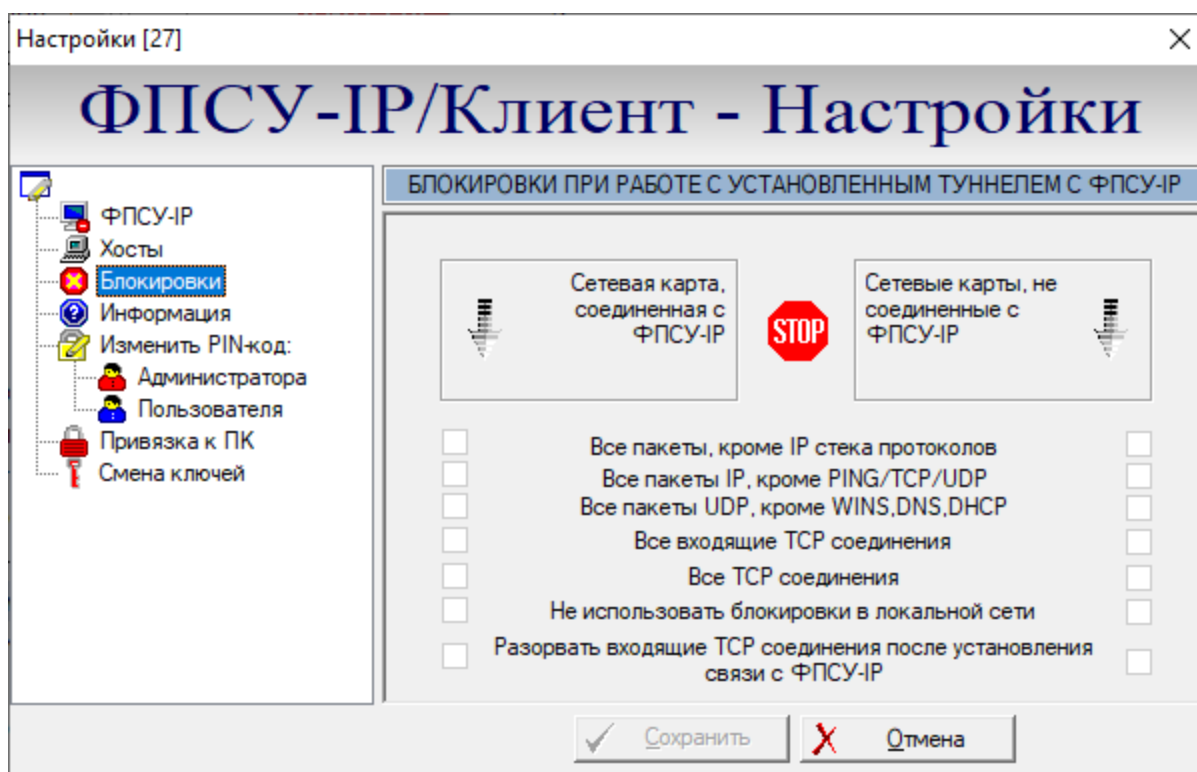 Настройки [27]
ФПСУ-IP/Клиент - Настройки
ФПСУ-IP
Хосты
Блокировки
Информация
Изменить PIN-код:
Администратора
Пользователя
Привязка к ПК
Смена ключей
БЛОКИРОВКИ ПРИ РАБОТЕ С УСТАНОВЛЕННЫМ ТУННЕЛЕМ С ФПСУ-IP
Сетевая карта,
соединенная с
ФПСУ-IP
STOP
Сетевые карты, не
соединенные с
ФПСУ-IP
Все пакеты, кроме IP стека протоколов
Все пакеты IP, кроме PING/TCP/UDP
Все пакеты UDP, кроме WINS,DNS,DHCP
Все входящие TCP соединения
Все TCP соединения
Не использовать блокировки в локальной сети
Разорвать входящие TCP соединения после установления
связи с ФПСУ-IP
Сохранить
Отмена